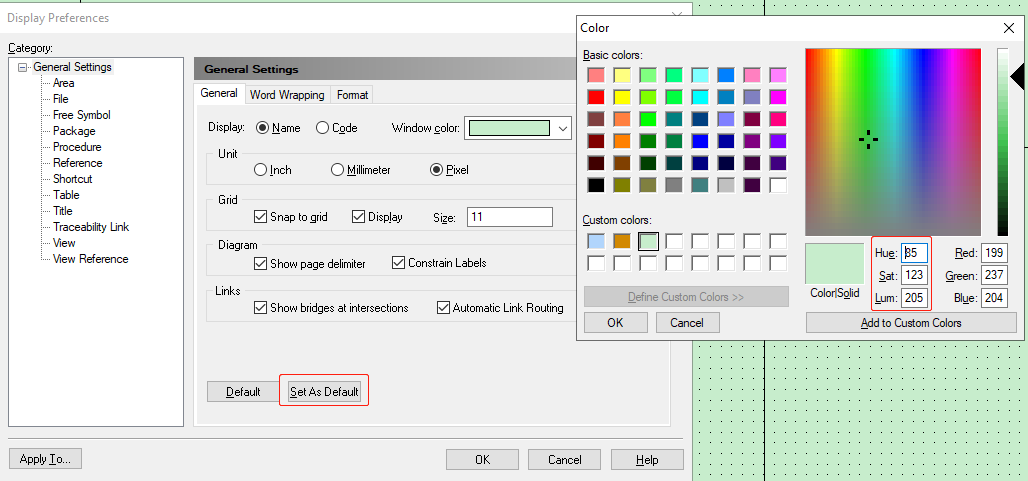 Display Preferences
Category:
General Settings
Area
File
Free Symbol
Package
Procedure
Reference
Shortcut
Table
Title
Traceability Link
View
View Reference
General Settings
General Word Wrapping Format
Display: Name Code Window color:
Unit
Inch Millimeter Pixel
Grid
Snap to grid Display Size: 11
Diagram
Show page delimiter Constrain Labels
Links
Show bridges at intersections Automatic Link Routing
Default Set As Default
Apply To... OK Cancel Help
Color
Basic colors:
Custom colors:
Define Custom Colors >>
OK Cancel
Color|Solid
Hue: 85 Red: 199
Sat: 123 Green: 237
Lum: 205 Blue: 204
Add to Custom Colors